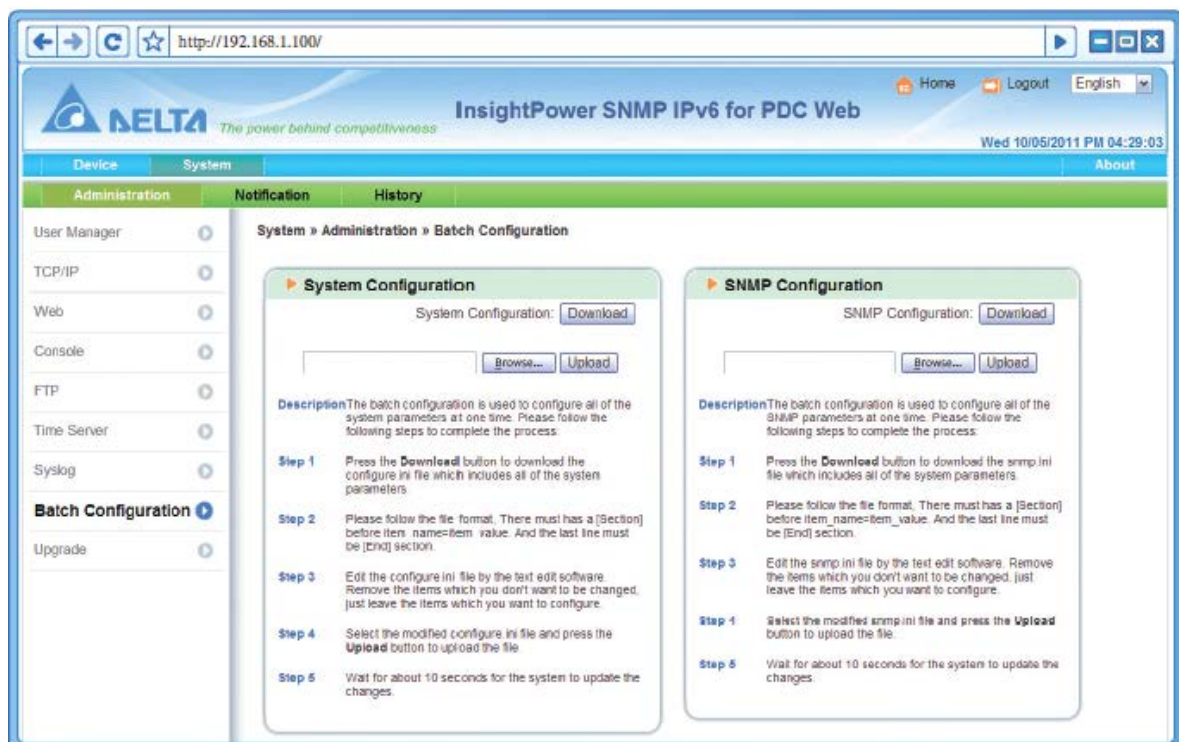 http://192.168.1.100/
Home
Logout
English
DELTA The power behind competitiveness
InsightPower SNMP IPv6 for PDC Web
Wed 10/05/2011 PM 04:29:03
Device
System
About
Administration
Notification
History
User Manager
TCP/IP
Web
Console
FTP
Time Server
Syslog
Batch Configuration
Upgrade
System » Administration » Batch Configuration
System Configuration
System Configuration: Download
Browse... Upload
Description The batch configuration is used to configure all of the
system parameters at one time. Please follow the
following steps to complete the process:
Step 1 Press the Download button to download the
configure.ini file which includes all of the system
parameters.
Step 2 Please follow the file format, There must has a [Section]
before item_name=item_value. And the last line must
be [End] section.
Step 3 Edit the configure.ini file by the text edit software.
Remove the items which you don't want to be changed,
just leave the items which you want to configure.
Step 4 Select the modified configure.ini file and press the
Upload button to upload the file.
Step 5 Wait for about 10 seconds for the system to update the
changes.
SNMP Configuration
SNMP Configuration: Download
Browse... Upload
Description The batch configuration is used to configure all of the
SNMP parameters at one time. Please follow the
following steps to complete the process:
Step 1 Press the Download button to download the snmp.ini
file which includes all of the system parameters.
Step 2 Please follow the file format, There must has a [Section]
before item_name=item_value. And the last line must
be [End] section.
Step 3 Edit the snmp.ini file by the text edit software. Remove
the items which you don't want to be changed, just
leave the items which you want to configure.
Step 4 Select the modified snmp.ini file and press the Upload
button to upload the file.
Step 5 Wait for about 10 seconds for the system to update the
changes.